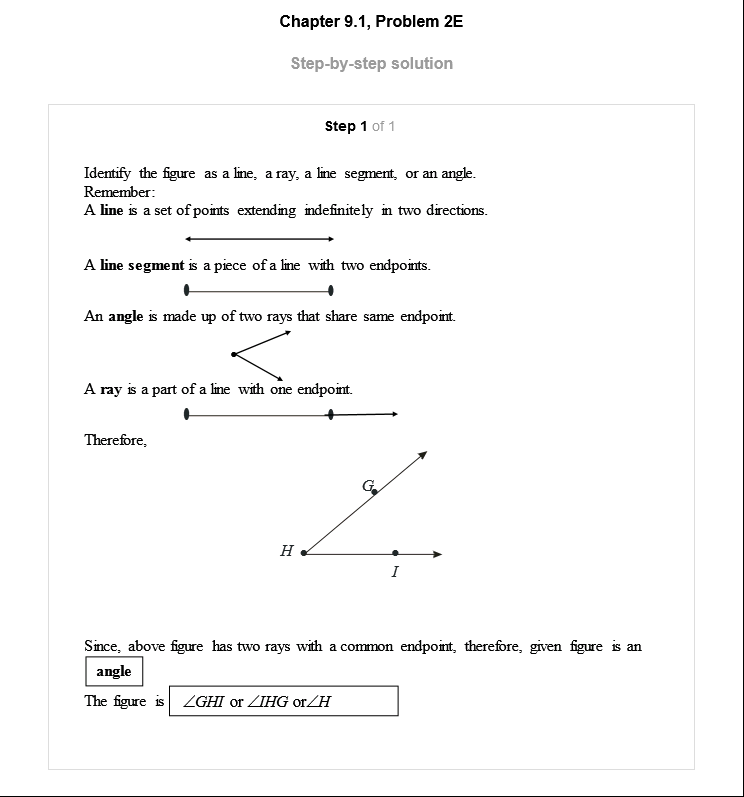 Chapter 9.1, Problem 2E
Step-by-step solution
Step 1 of 1
Identify the figure as a line, a ray, a line segment, or an angle.
Remember:
A line is a set of points extending indefinitely in two directions.
A line segment is a piece of a line with two endpoints.
An angle is made up of two rays that share same endpoint.
A ray is a part of a line with one endpoint.
Therefore,
G
H
I
Since, above figure has two rays with a common endpoint, therefore, given figure is an
angle
The figure is ∠GHI or ∠IHG or∠H